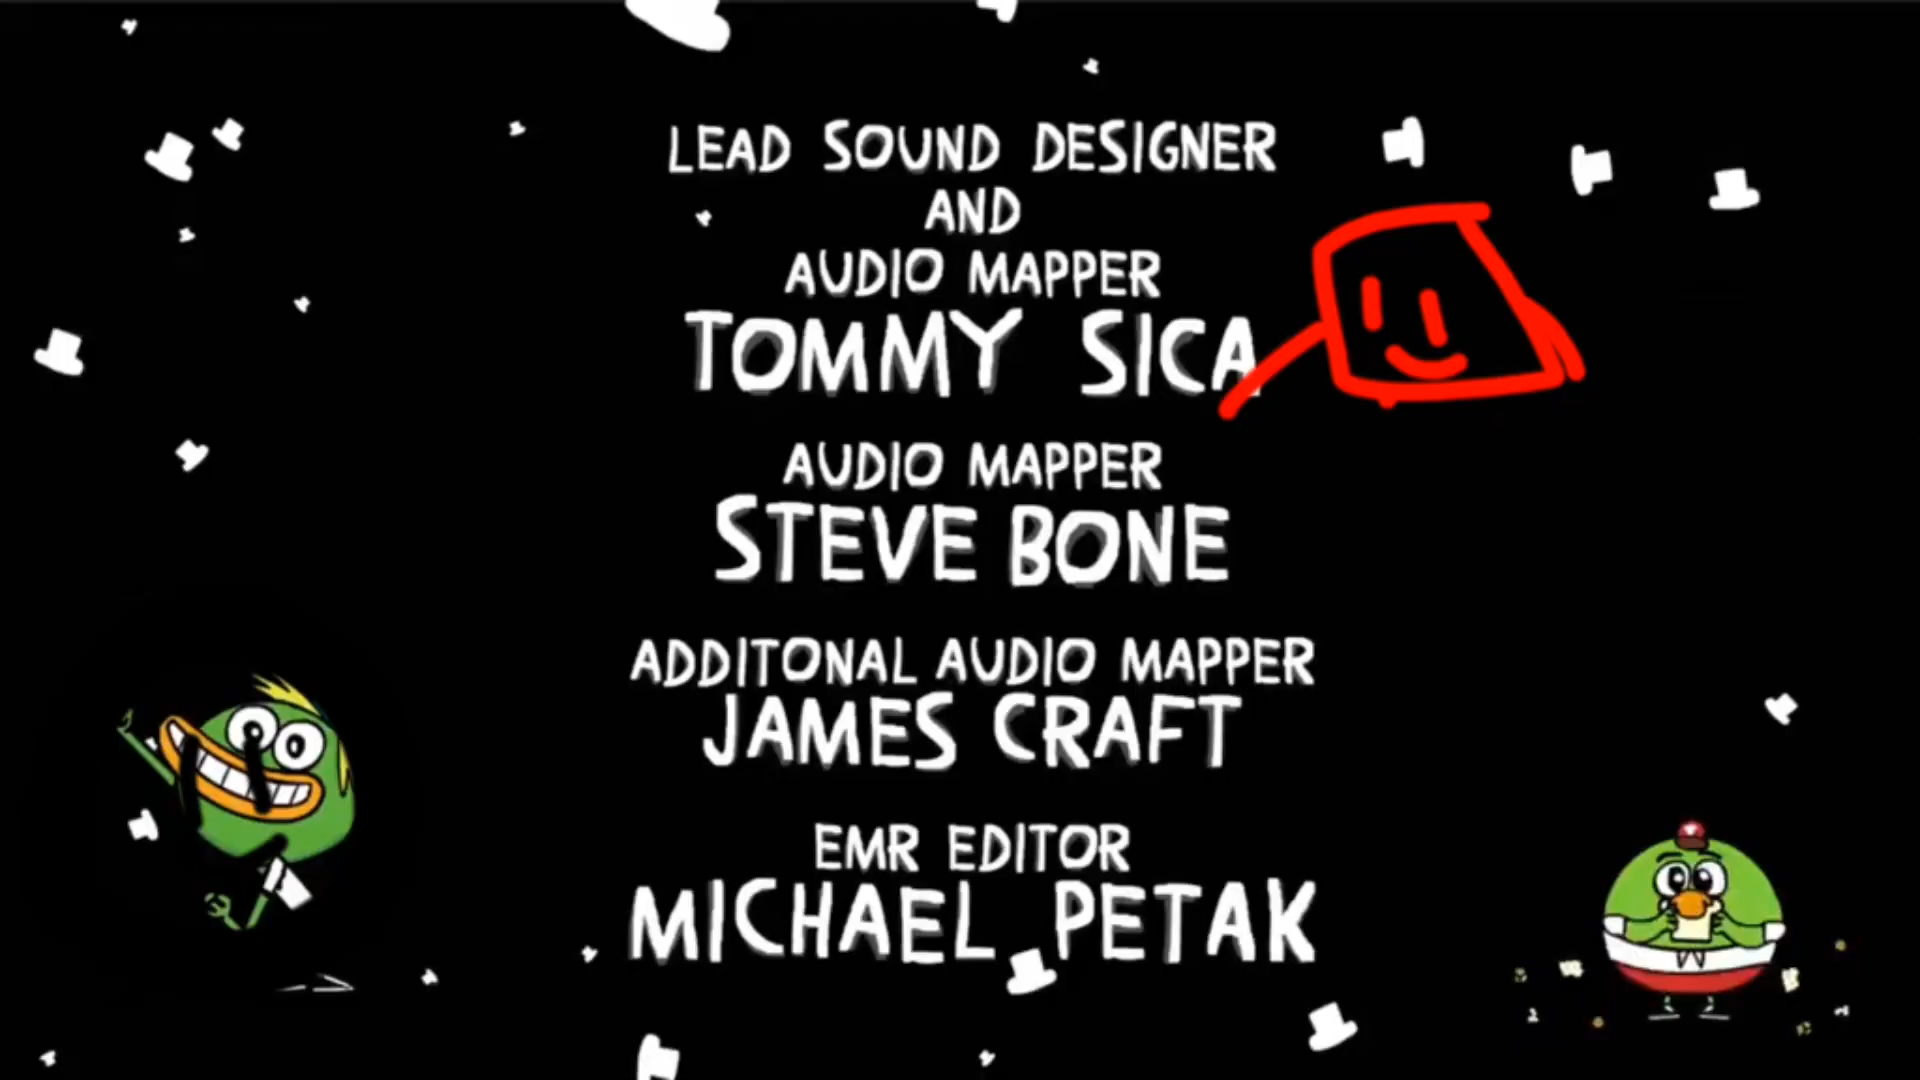 LEAD SOUND DESIGNER
AND
AUDIO MAPPER
TOMMY SICA
AUDIO MAPPER
STEVE BONE
ADDITONAL AUDIO MAPPER
JAMES CRAFT
EMR EDITOR
MICHAEL PETAK